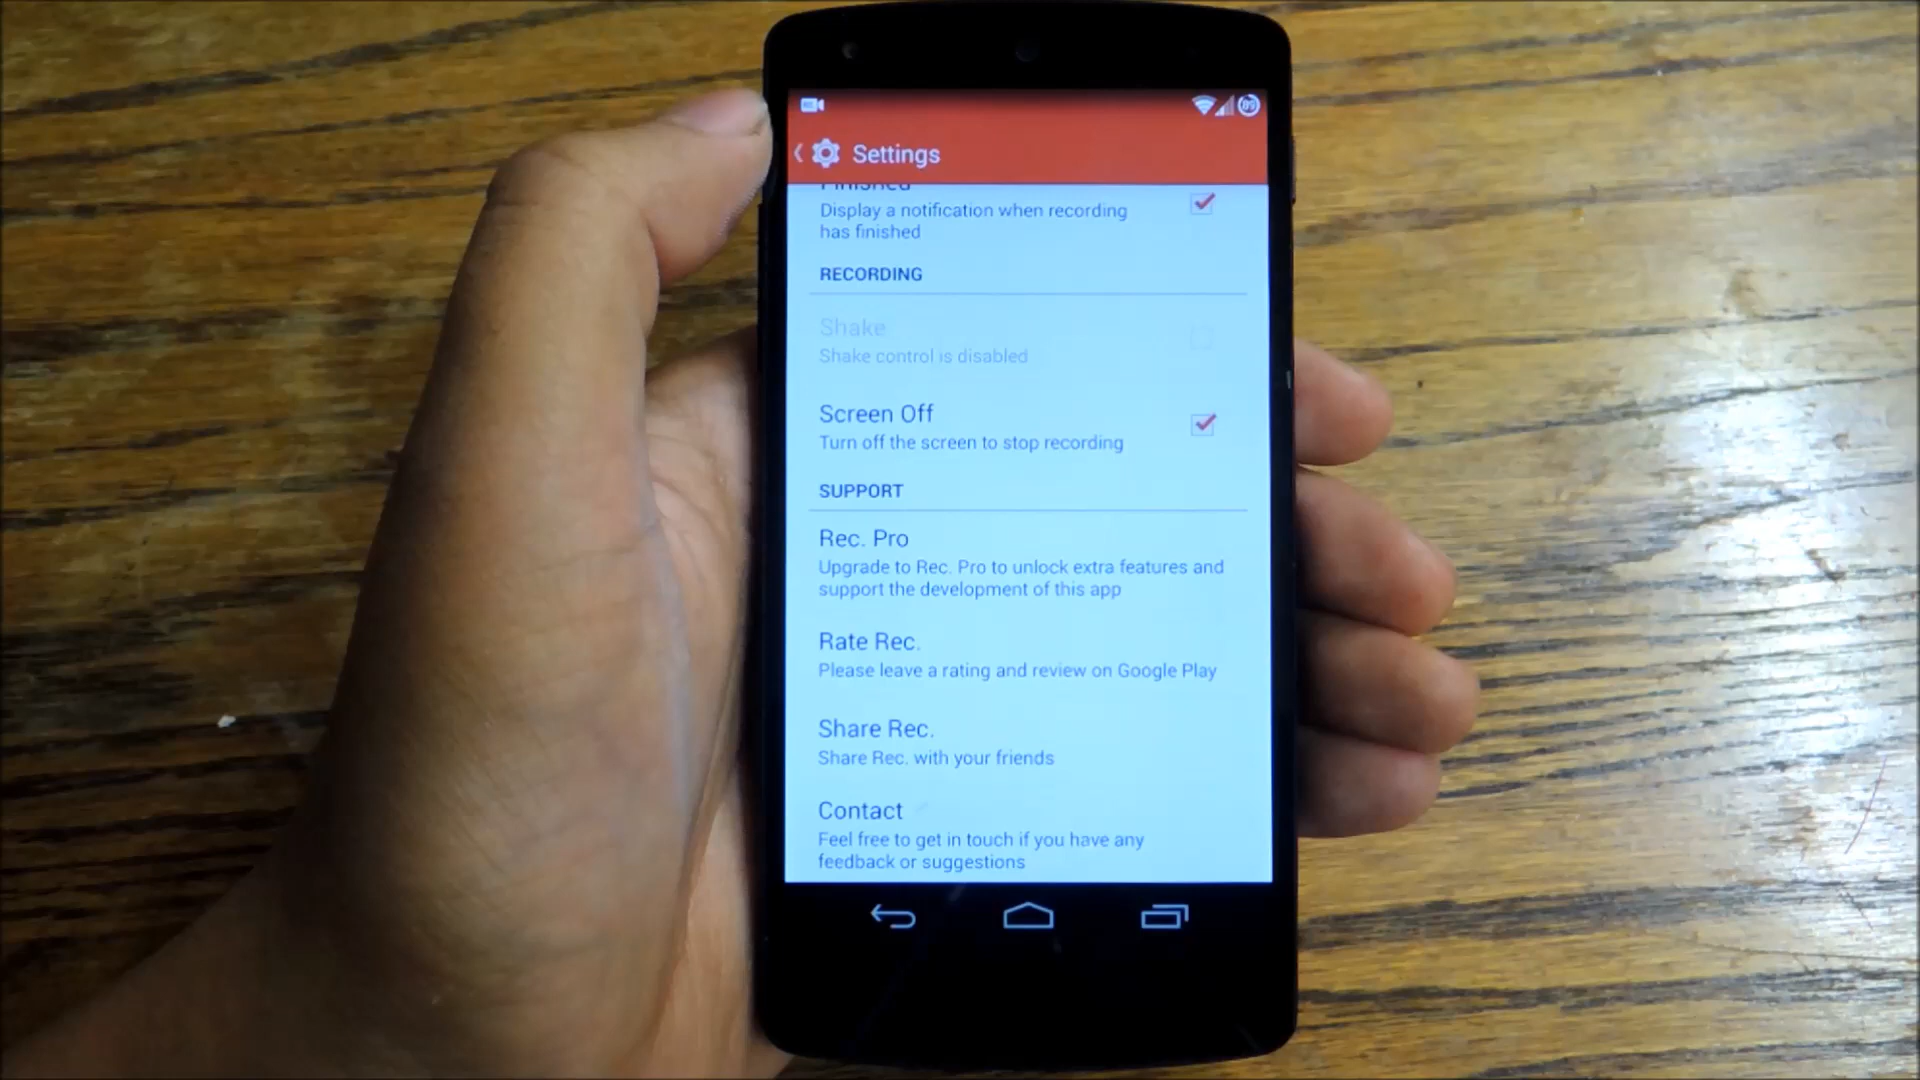 89
Settings
Finished
Display a notification when recording
has finished
RECORDING
Shake
Shake control is disabled
Screen Off
Turn off the screen to stop recording
SUPPORT
Rec. Pro
Upgrade to Rec. Pro to unlock extra features and
support the development of this app
Rate Rec.
Please leave a rating and review on Google Play
Share Rec.
Share Rec. with your friends
Contact
Feel free to get in touch if you have any
feedback or suggestions